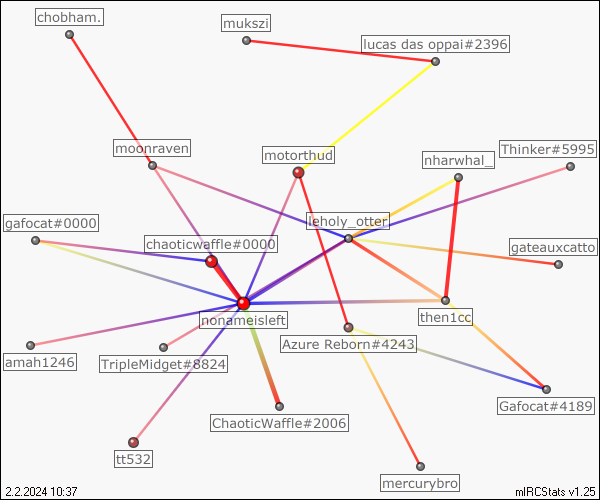 chobham.
mukszi
lucas das oppai#2396
moonraven
motorthud
nharwhal_
Thinker#5995
gafocat#0000
leholy_otter
chaoticwaffle#0000
gateauxcatto
nonameisleft
then1cc
Azure Reborn#4243
amah1246
TripleMidget#8824
Gafocat#4189
ChaoticWaffle#2006
tt532
mercurybro
2.2.2024 10:37
mIRCStats v1.25